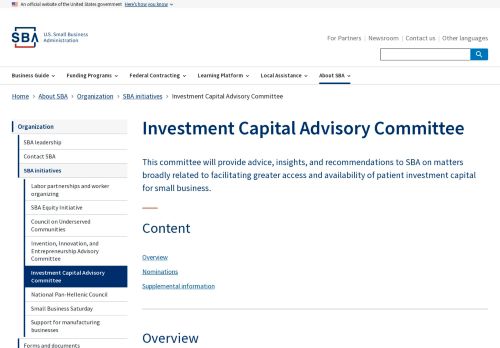 An official website of the United States government Here's how you know
SBA U.S. Small Business
Administration
For Partners Newsroom Contact us Other languages
Business Guide Funding Programs Federal Contracting Learning Platform Local Assistance About SBA
Home About SBA Organization SBA initiatives Investment Capital Advisory Committee
Organization
SBA leadership
Contact SBA
SBA initiatives
Labor partnerships and worker
organizing
SBA Equity Initiative
Council on Underserved
Communities
Invention, Innovation, and
Entrepreneurship Advisory
Committee
Investment Capital Advisory
Committee
National Pan-Hellenic Council
Small Business Saturday
Support for manufacturing
businesses
Forms and documents
Investment Capital Advisory Committee
This committee will provide advice, insights, and recommendations to SBA on matters
broadly related to facilitating greater access and availability of patient investment capital
for small business.
Content
Overview
Nominations
Supplemental information
Overview